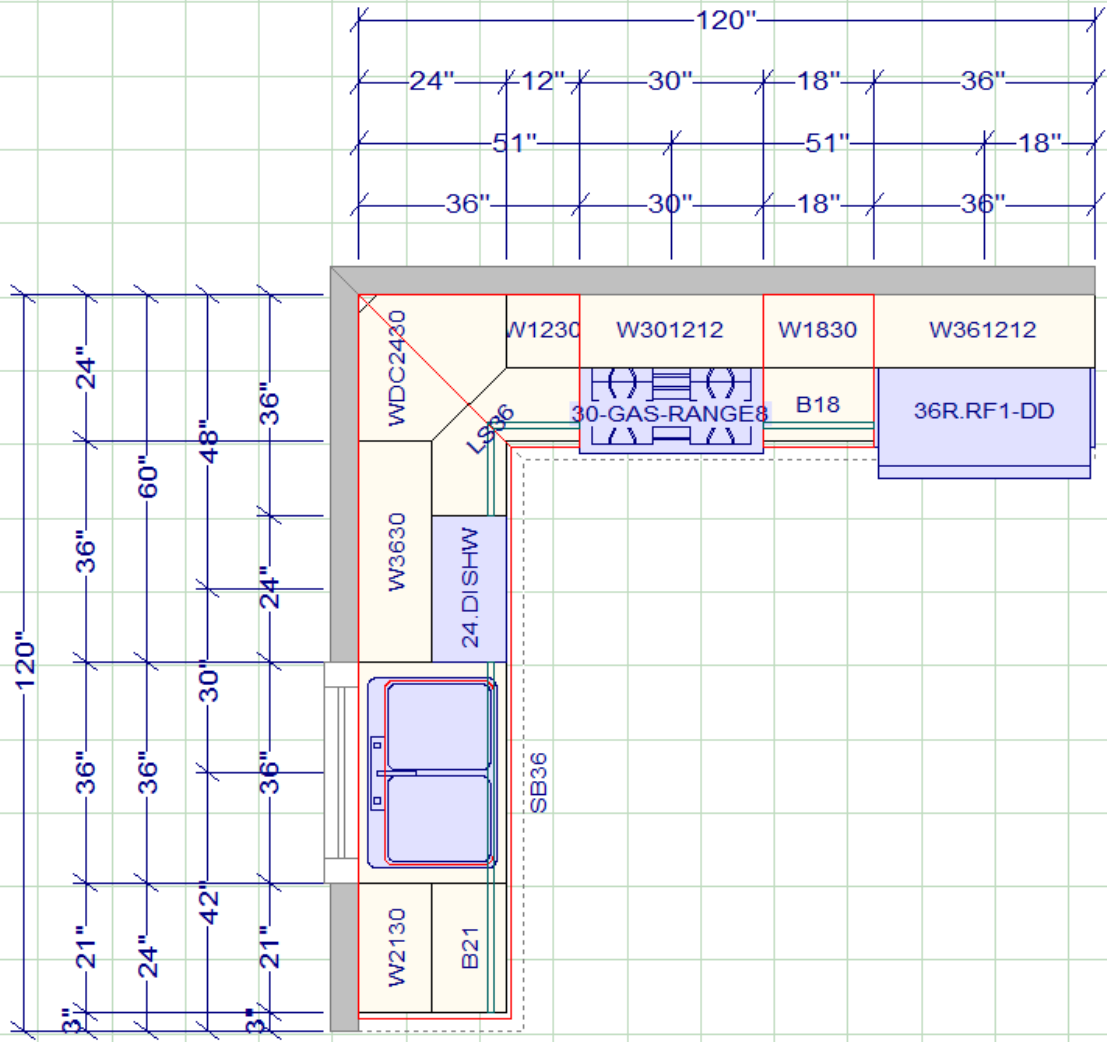 120"
24" 12" 30" 18" 36"
51" 51" 18"
36" 30" 18" 36"
WDC2430
W1230
W301212
W1830
W361212
LS36
30-GAS-RANGE8
B18
36R.RF1-DD
W3630
24.DISHW
SB36
W2130
B21
120"
24"
36"
36"
21"
3"
60"
36"
24"
48"
30"
42"
36"
24"
36"
21"
3"